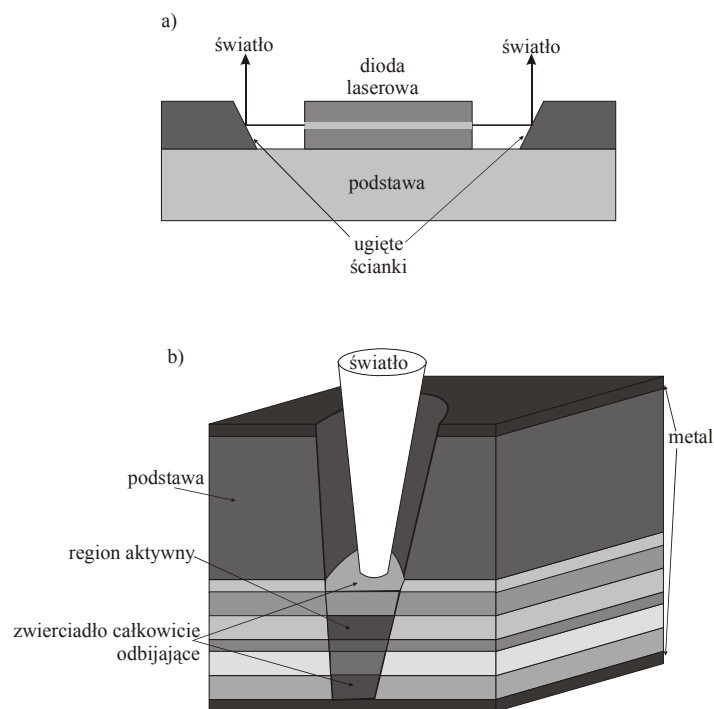 a)
światło
światło
dioda
laserowa
podstawa
ugięte
ścianki
b)
światło
metal
podstawa
region aktywny
zwierciadło całkowicie
odbijające